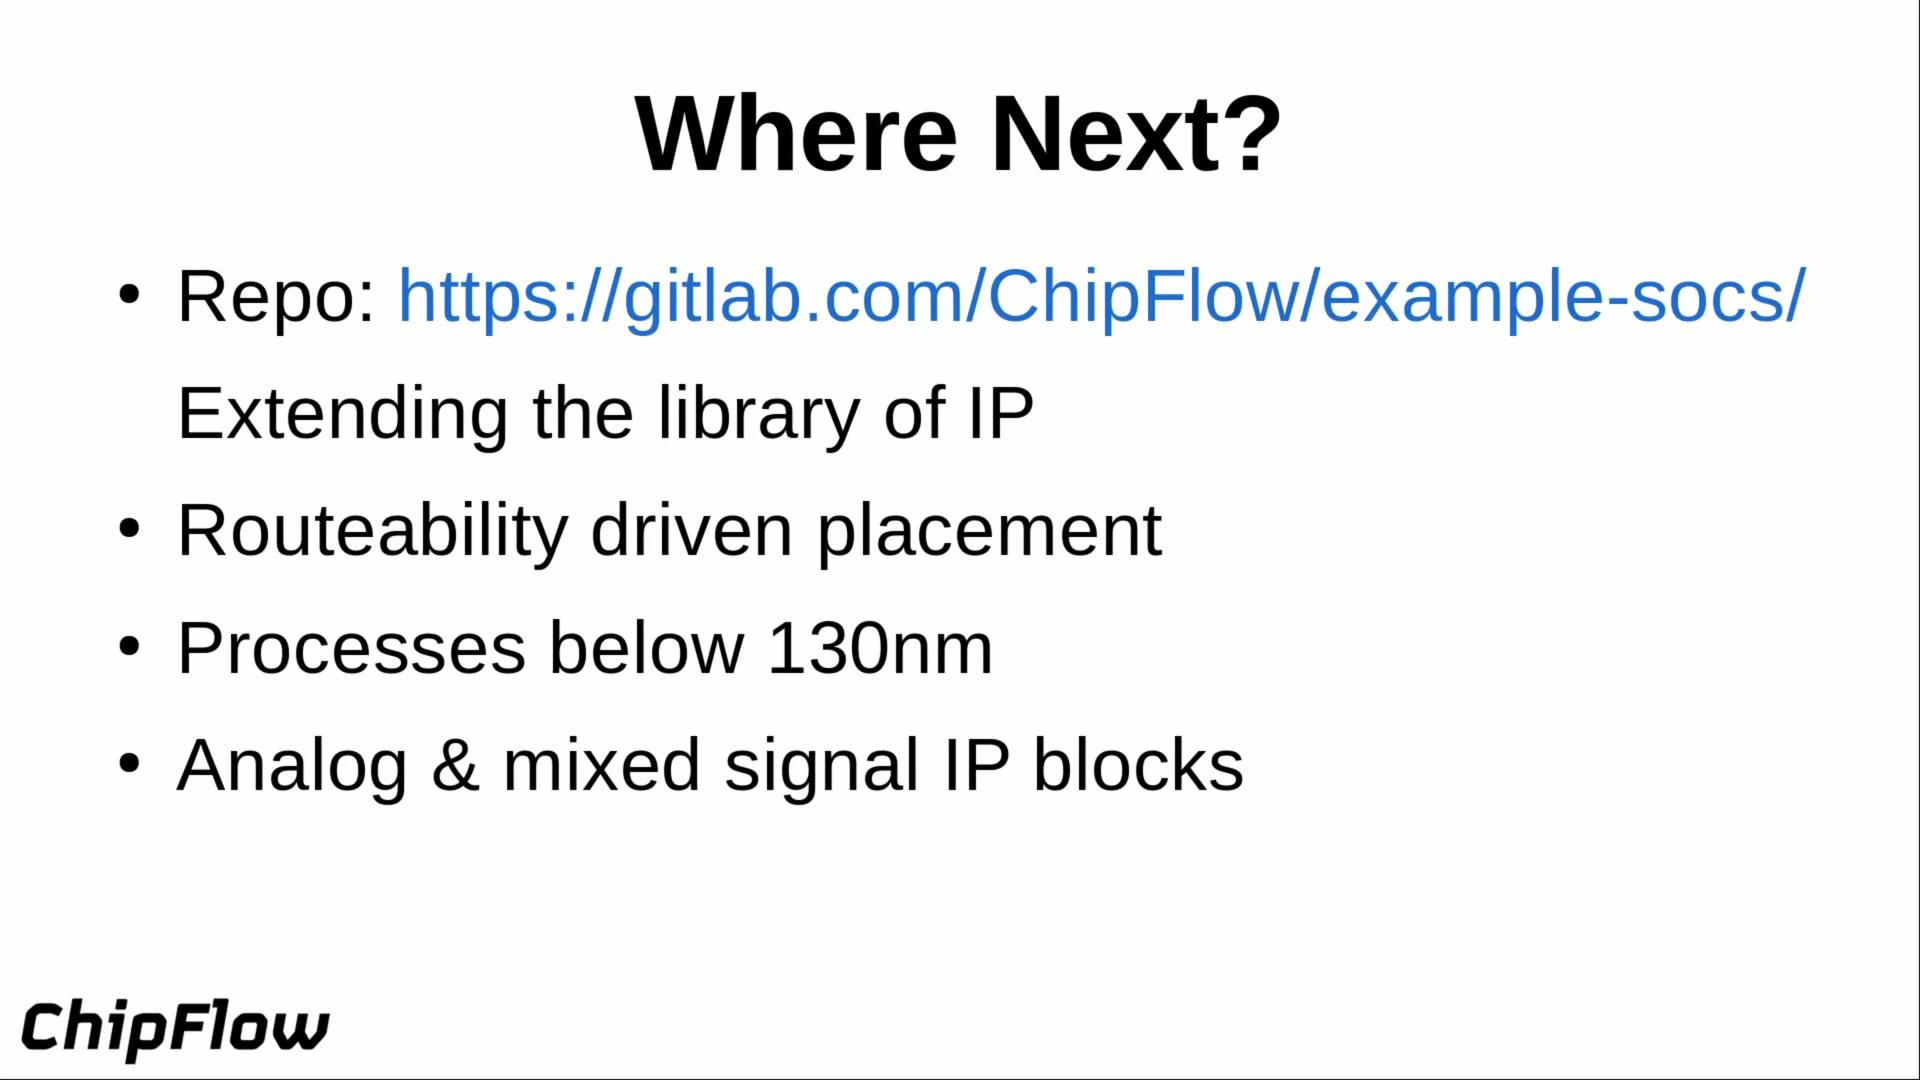 Where Next?
• Repo: https://gitlab.com/ChipFlow/example-socs/
Extending the library of IP
• Routeability driven placement
• Processes below 130nm
• Analog & mixed signal IP blocks
ChipFlow